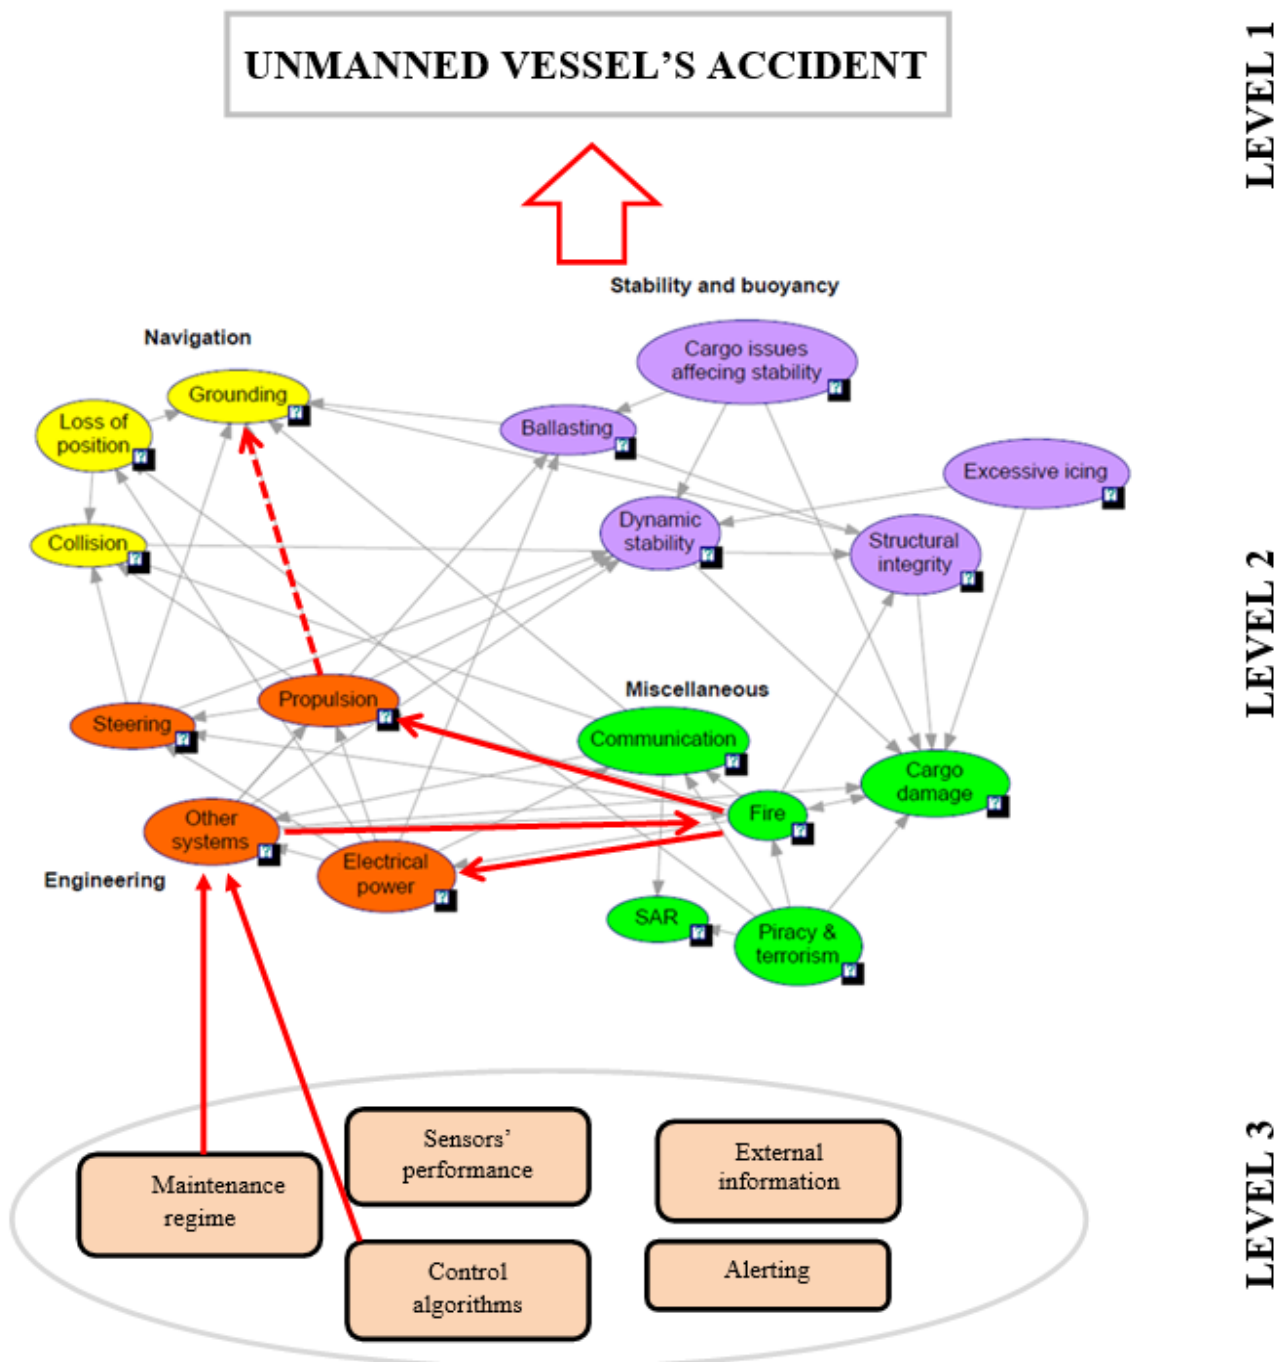 UNMANNED VESSEL’S ACCIDENT
LEVEL 1
Stability and buoyancy
Navigation
Cargo issues
affecing stability
Grounding
Loss of
position
Ballasting
Excessive icing
Dynamic
stability
Structural
integrity
Collision
LEVEL 2
Propulsion
Miscellaneous
Steering
Communication
Cargo
damage
Fire
Other
systems
Electrical
power
Engineering
SAR
Piracy &
terrorism
Sensors’
performance
External
information
Maintenance
regime
LEVEL 3
Control
algorithms
Alerting